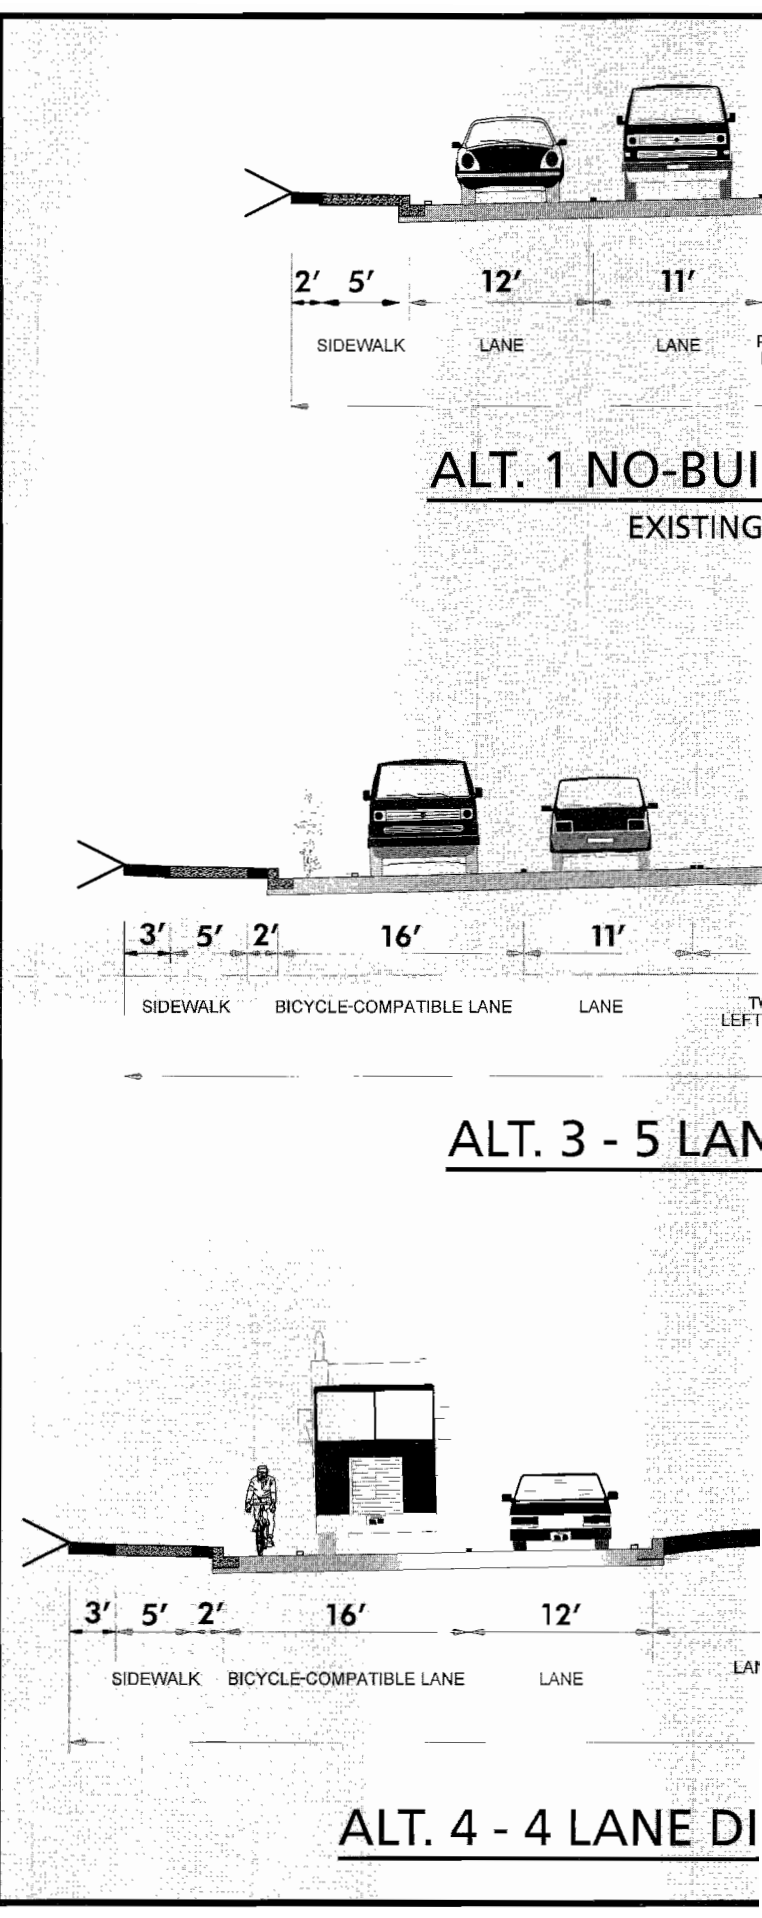 2' 5' 12' 11'
SIDEWALK LANE LANE
ALT. 1 NO-BUI
EXISTING
3' 5' 2' 16' 11'
SIDEWALK BICYCLE-COMPATIBLE LANE LANE
LEFT
ALT. 3 - 5 LAN
3' 5' 2' 16' 12'
SIDEWALK BICYCLE-COMPATIBLE LANE LANE LAN
ALT. 4 - 4 LANE DI